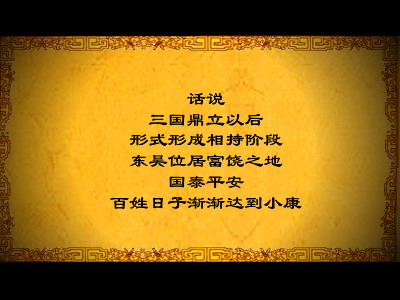 话说
三国鼎立以后
形式形成相持阶段
东吴位居富饶之地
国泰平安
百姓日子渐渐达到小康